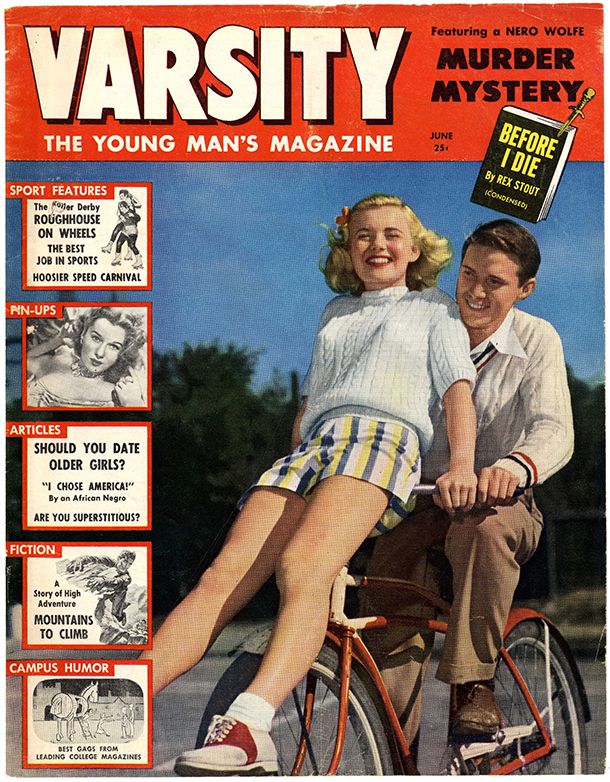 VARSITY
THE YOUNG MAN'S MAGAZINE
Featuring a NERO WOLFE
MURDER
MYSTERY
JUNE
25¢
BEFORE
I DIE
By REX STOUT
(CONDENSED)
SPORT FEATURES
The Roller Derby
ROUGHHOUSE
ON WHEELS
THE BEST
JOB IN SPORTS
HOOSIER SPEED CARNIVAL
PIN-UPS
ARTICLES
SHOULD YOU DATE
OLDER GIRLS?
"I CHOSE AMERICA!"
By an African Negro
ARE YOU SUPERSTITIOUS?
FICTION
A
Story of High
Adventure
MOUNTAINS
TO CLIMB
CAMPUS HUMOR
BEST GAGS FROM
LEADING COLLEGE MAGAZINES